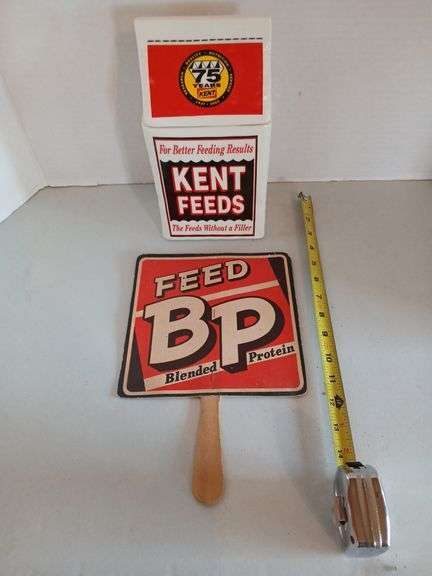 75
YEARS
KENT
For Better Feeding Results
KENT
FEEDS
The Feeds Without a Filler
FEED
BP
Blended Protein